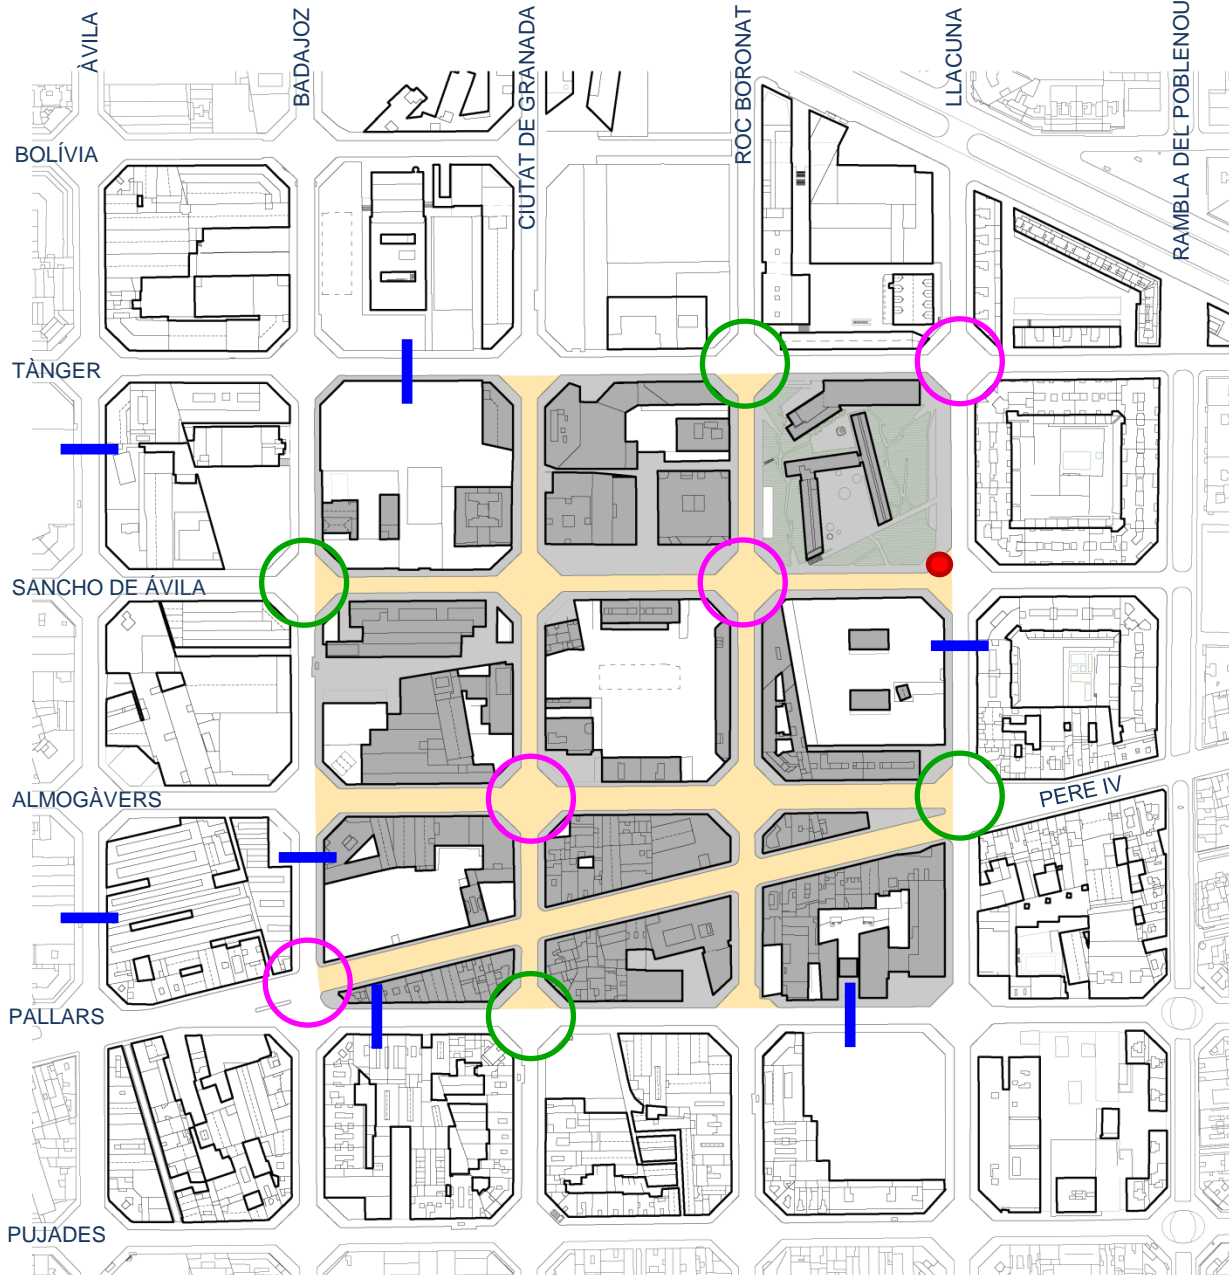 ÀVILA
BADAJOZ
CIUTAT DE GRANADA
ROC BORONAT
LLACUNA
RAMBLA DEL POBLENOU
BOLÍVIA
TÀNGER
SANCHO DE ÁVILA
ALMOGÀVERS
PERE IV
PALLARS
PUJADES